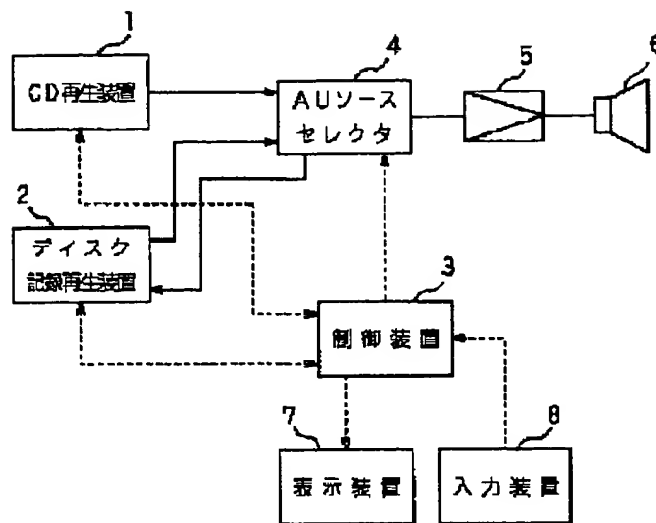 1
CD再生装置
4
AUソース
セレクタ
5
6
2
ディスク
記録再生装置
3
制御装置
7
表示装置
8
入力装置